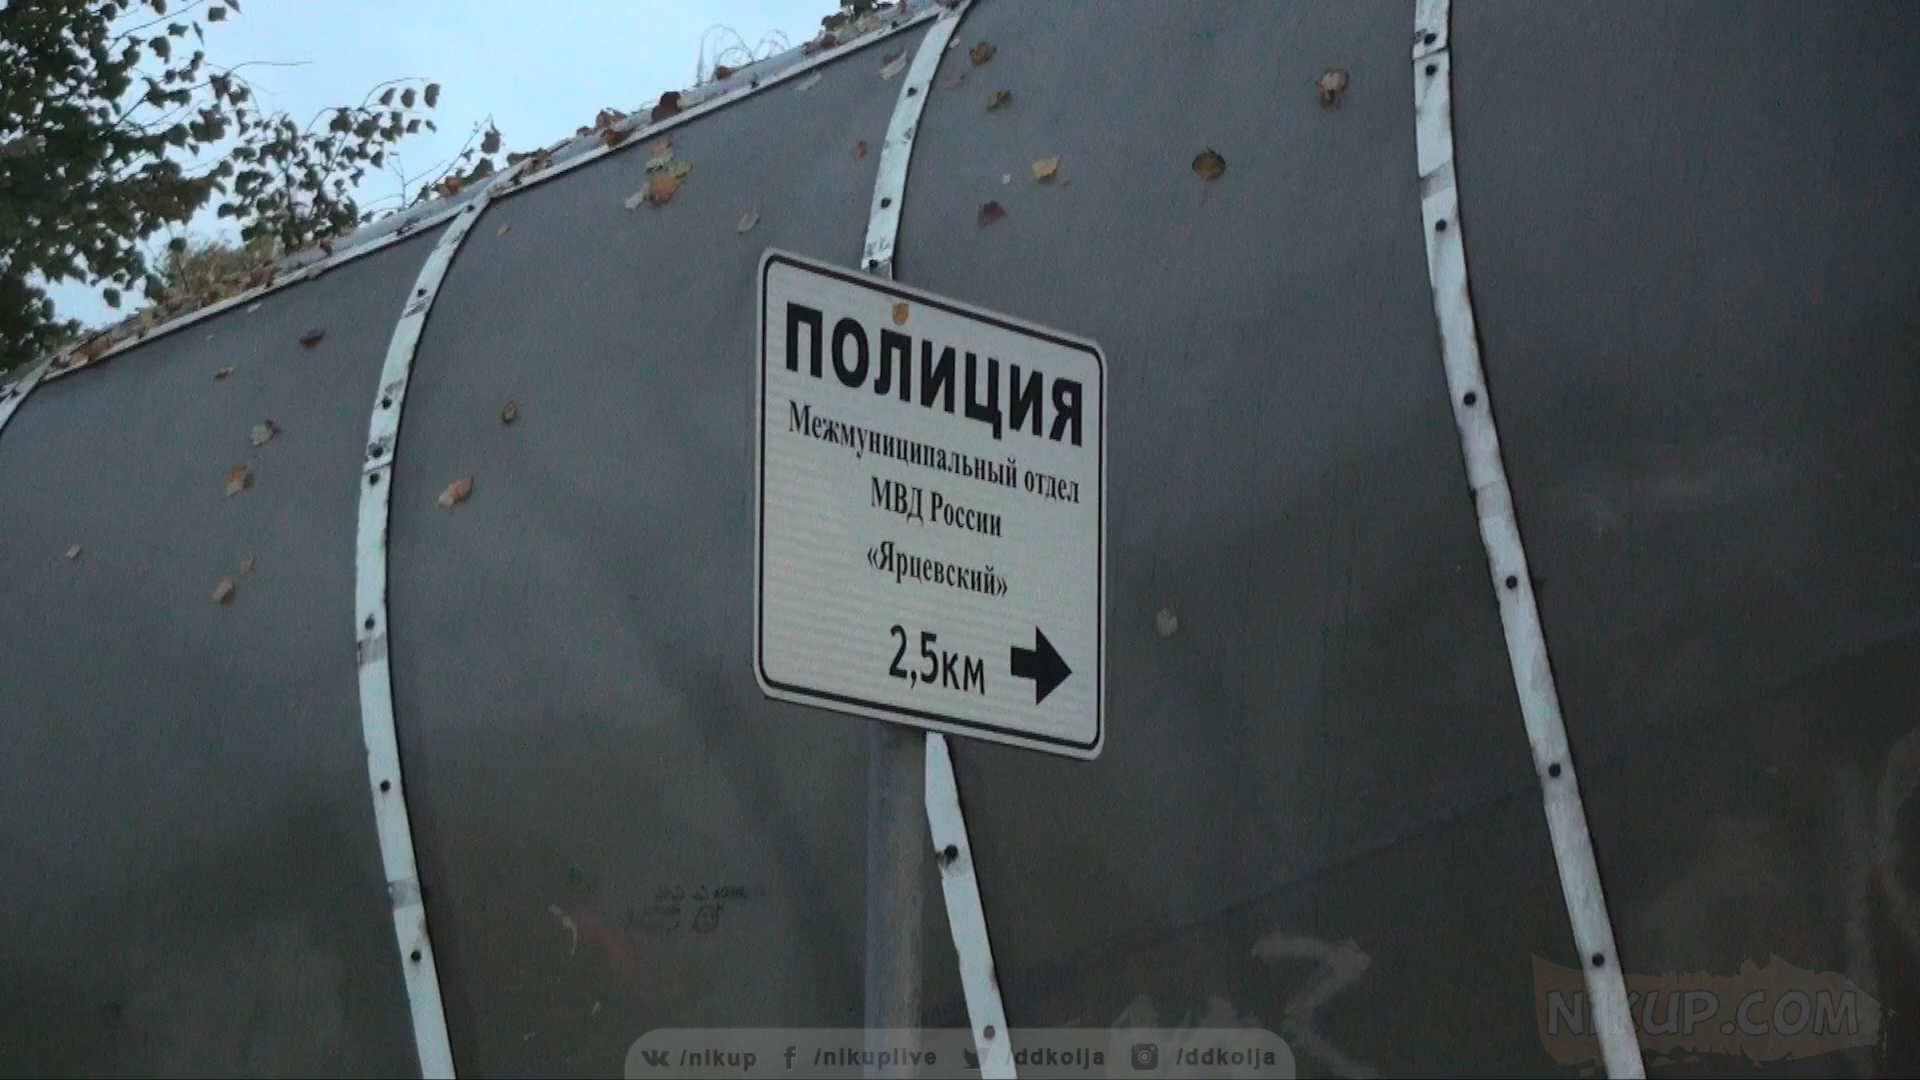 ПОЛИЦИЯ
Межмуниципальный отдел
МВД России
«Ярцевский»
2,5км
NIKUP.COM
/nikup /nikuplive /ddkolja /ddkolja